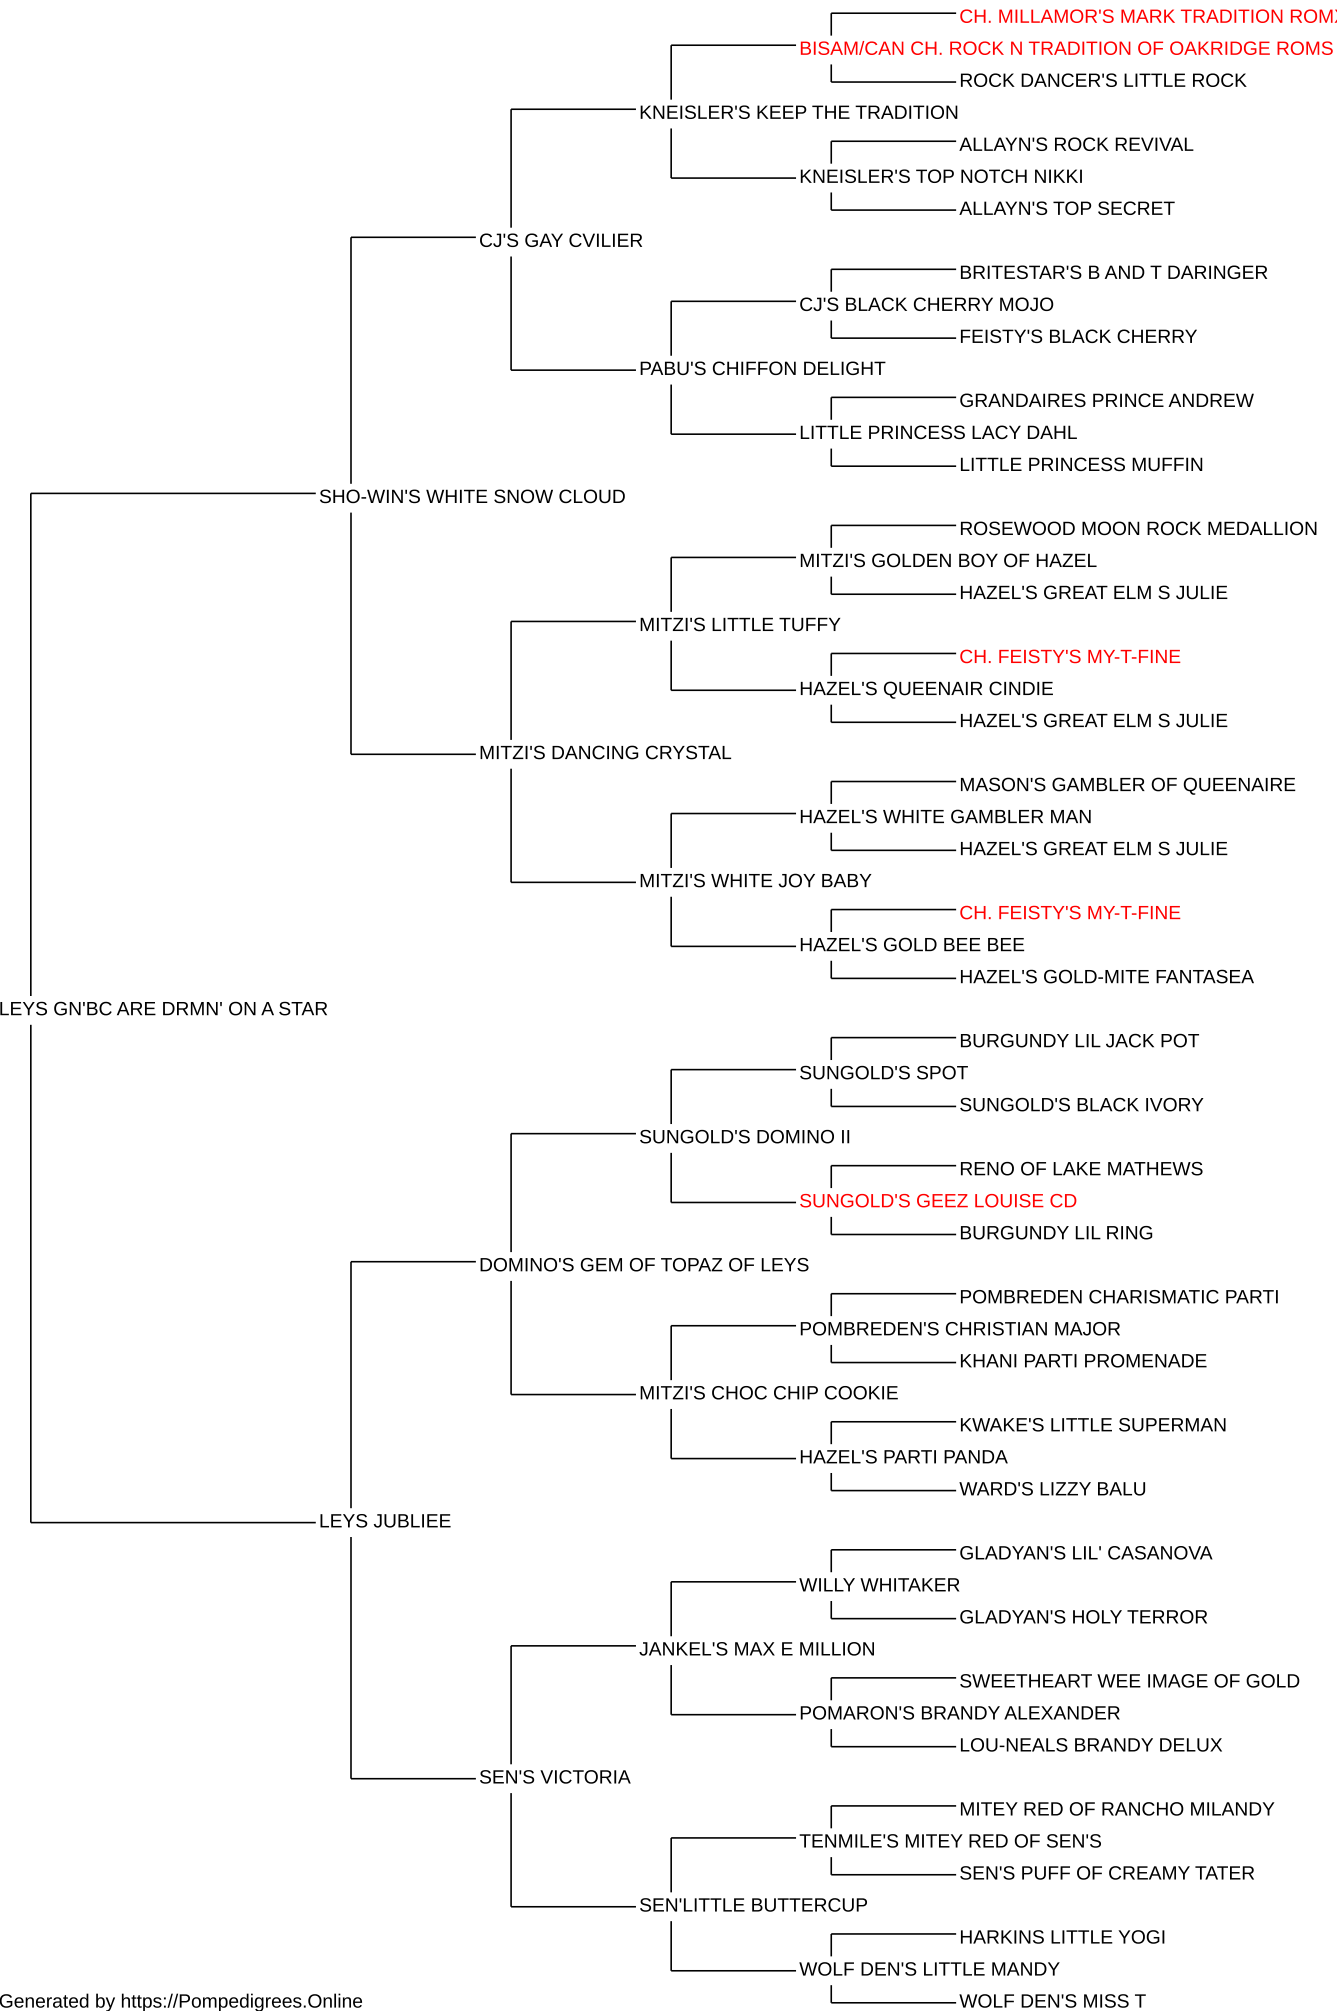 CH. MILLAMOR'S MARK TRADITION ROMX
BISAM/CAN CH. ROCK N TRADITION OF OAKRIDGE ROMS
ROCK DANCER'S LITTLE ROCK
KNEISLER'S KEEP THE TRADITION
ALLAYN'S ROCK REVIVAL
KNEISLER'S TOP NOTCH NIKKI
ALLAYN'S TOP SECRET
CJ'S GAY CVILIER
BRITESTAR'S B AND T DARINGER
CJ'S BLACK CHERRY MOJO
FEISTY'S BLACK CHERRY
PABU'S CHIFFON DELIGHT
GRANDAIRES PRINCE ANDREW
LITTLE PRINCESS LACY DAHL
LITTLE PRINCESS MUFFIN
SHO-WIN'S WHITE SNOW CLOUD
ROSEWOOD MOON ROCK MEDALLION
MITZI'S GOLDEN BOY OF HAZEL
HAZEL'S GREAT ELM S JULIE
MITZI'S LITTLE TUFFY
CH. FEISTY'S MY-T-FINE
HAZEL'S QUEENAIR CINDIE
HAZEL'S GREAT ELM S JULIE
MITZI'S DANCING CRYSTAL
MASON'S GAMBLER OF QUEENAIRE
HAZEL'S WHITE GAMBLER MAN
HAZEL'S GREAT ELM S JULIE
MITZI'S WHITE JOY BABY
CH. FEISTY'S MY-T-FINE
HAZEL'S GOLD BEE BEE
HAZEL'S GOLD-MITE FANTASEA
LEYS GN'BC ARE DRMN' ON A STAR
BURGUNDY LIL JACK POT
SUNGOLD'S SPOT
SUNGOLD'S BLACK IVORY
SUNGOLD'S DOMINO II
RENO OF LAKE MATHEWS
SUNGOLD'S GEEZ LOUISE CD
BURGUNDY LIL RING
DOMINO'S GEM OF TOPAZ OF LEYS
POMBREDEN CHARISMATIC PARTI
POMBREDEN'S CHRISTIAN MAJOR
KHANI PARTI PROMENADE
MITZI'S CHOC CHIP COOKIE
KWAKE'S LITTLE SUPERMAN
HAZEL'S PARTI PANDA
WARD'S LIZZY BALU
LEYS JUBLIEE
GLADYAN'S LIL' CASANOVA
WILLY WHITAKER
GLADYAN'S HOLY TERROR
JANKEL'S MAX E MILLION
SWEETHEART WEE IMAGE OF GOLD
POMARON'S BRANDY ALEXANDER
LOU-NEALS BRANDY DELUX
SEN'S VICTORIA
MITEY RED OF RANCHO MILANDY
TENMILE'S MITEY RED OF SEN'S
SEN'S PUFF OF CREAMY TATER
SEN'LITTLE BUTTERCUP
HARKINS LITTLE YOGI
WOLF DEN'S LITTLE MANDY
WOLF DEN'S MISS T
Generated by https://Pompedigrees.Online